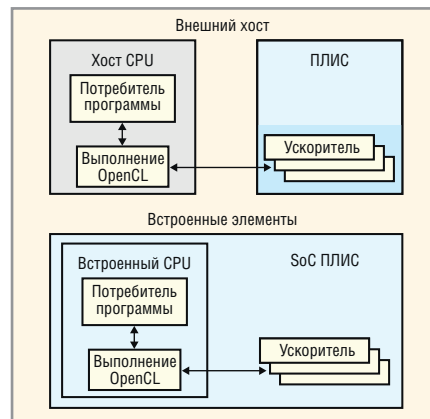 Внешний хост
Хост CPU
ПЛИС
Потребитель
программы
Выполнение
OpenCL
Ускоритель
Встроенные элементы
Встроенный CPU
SoC ПЛИС
Потребитель
программы
Выполнение
OpenCL
Ускоритель